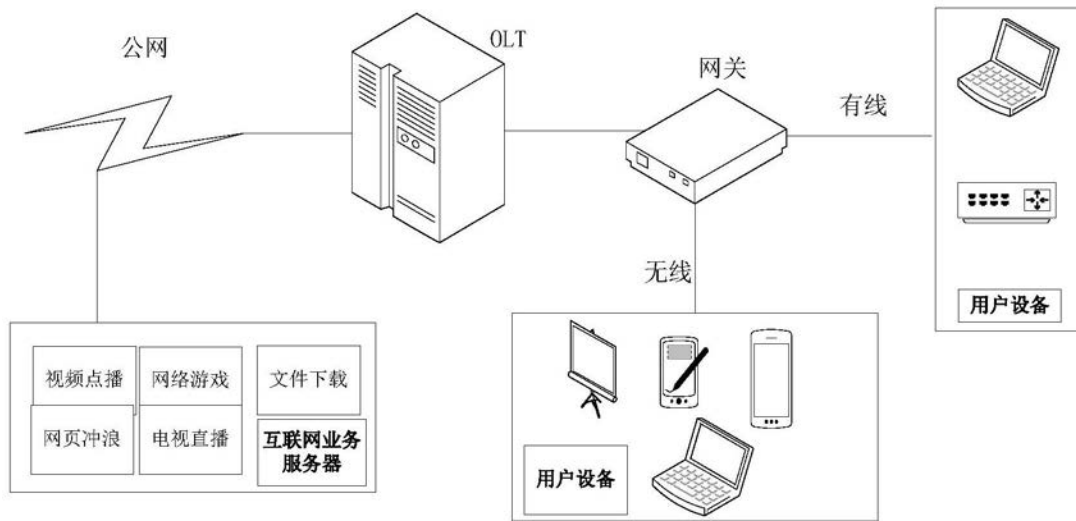 公网
OLT
网关
有线
用户设备
无线
视频点播
网络游戏
文件下载
网页冲浪
电视直播
互联网业务
服务器
用户设备